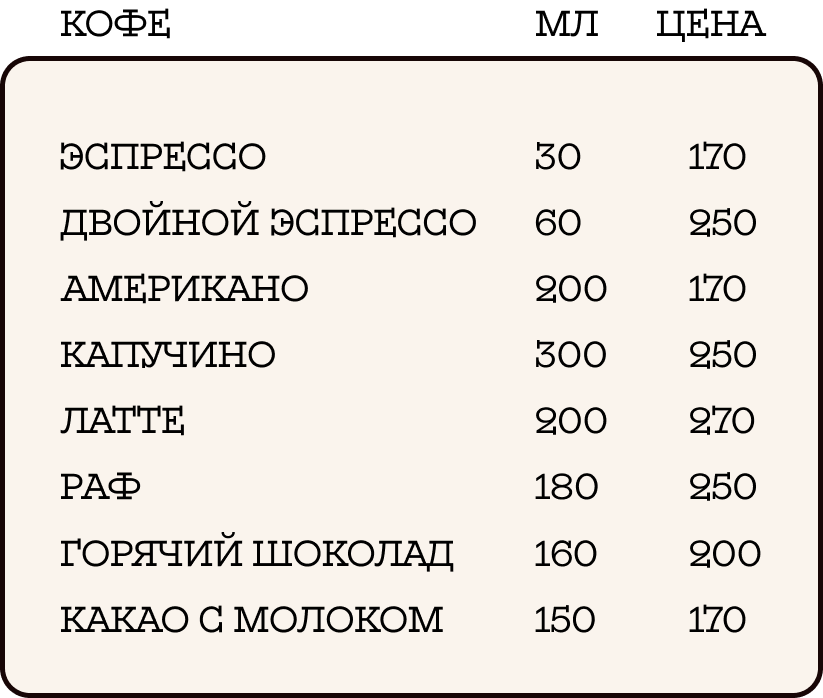 КОФЕ МЛ ЦЕНА
ЭСПРЕССО 30 170
ДВОЙНОЙ ЭСПРЕССО 60 250
АМЕРИКАНО 200 170
КАПУЧИНО 300 250
ЛАТТЕ 200 270
РАФ 180 250
ГОРЯЧИЙ ШОКОЛАД 160 200
КАКАО С МОЛОКОМ 150 170